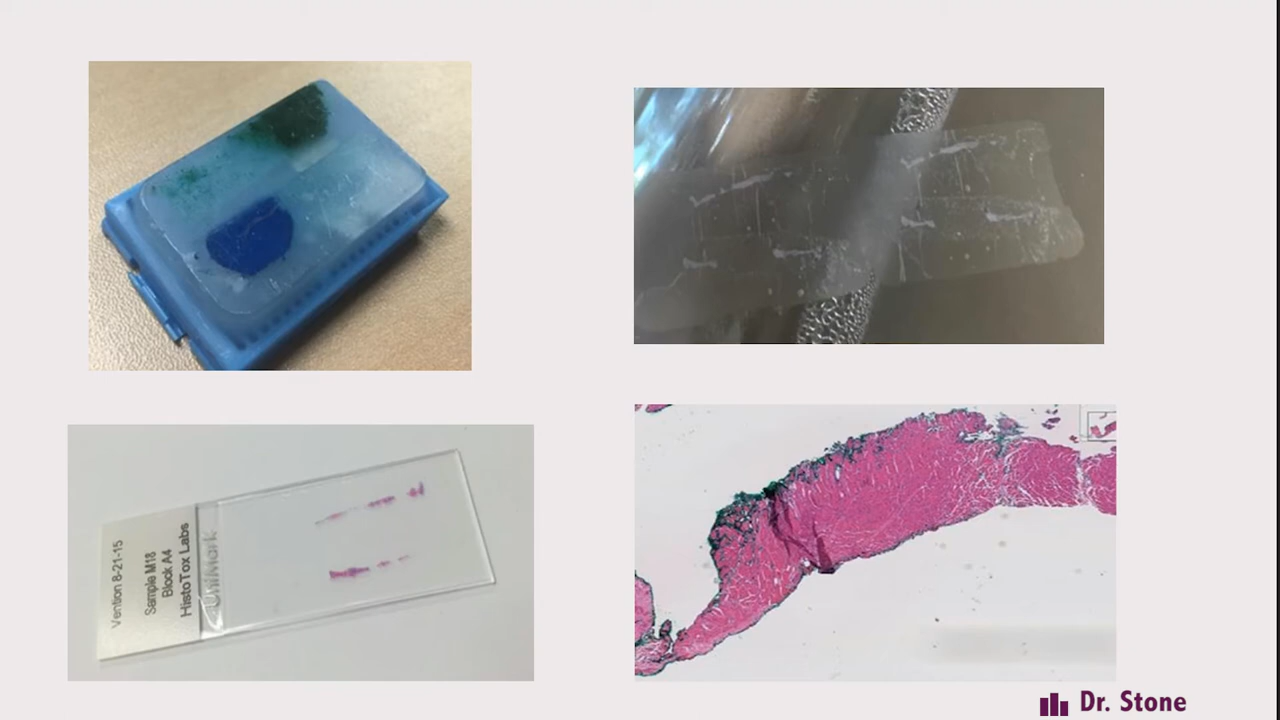 Vention 8-21-15
Sample M18
Block A4
HistoTox Labs
UniMark
Dr. Stone